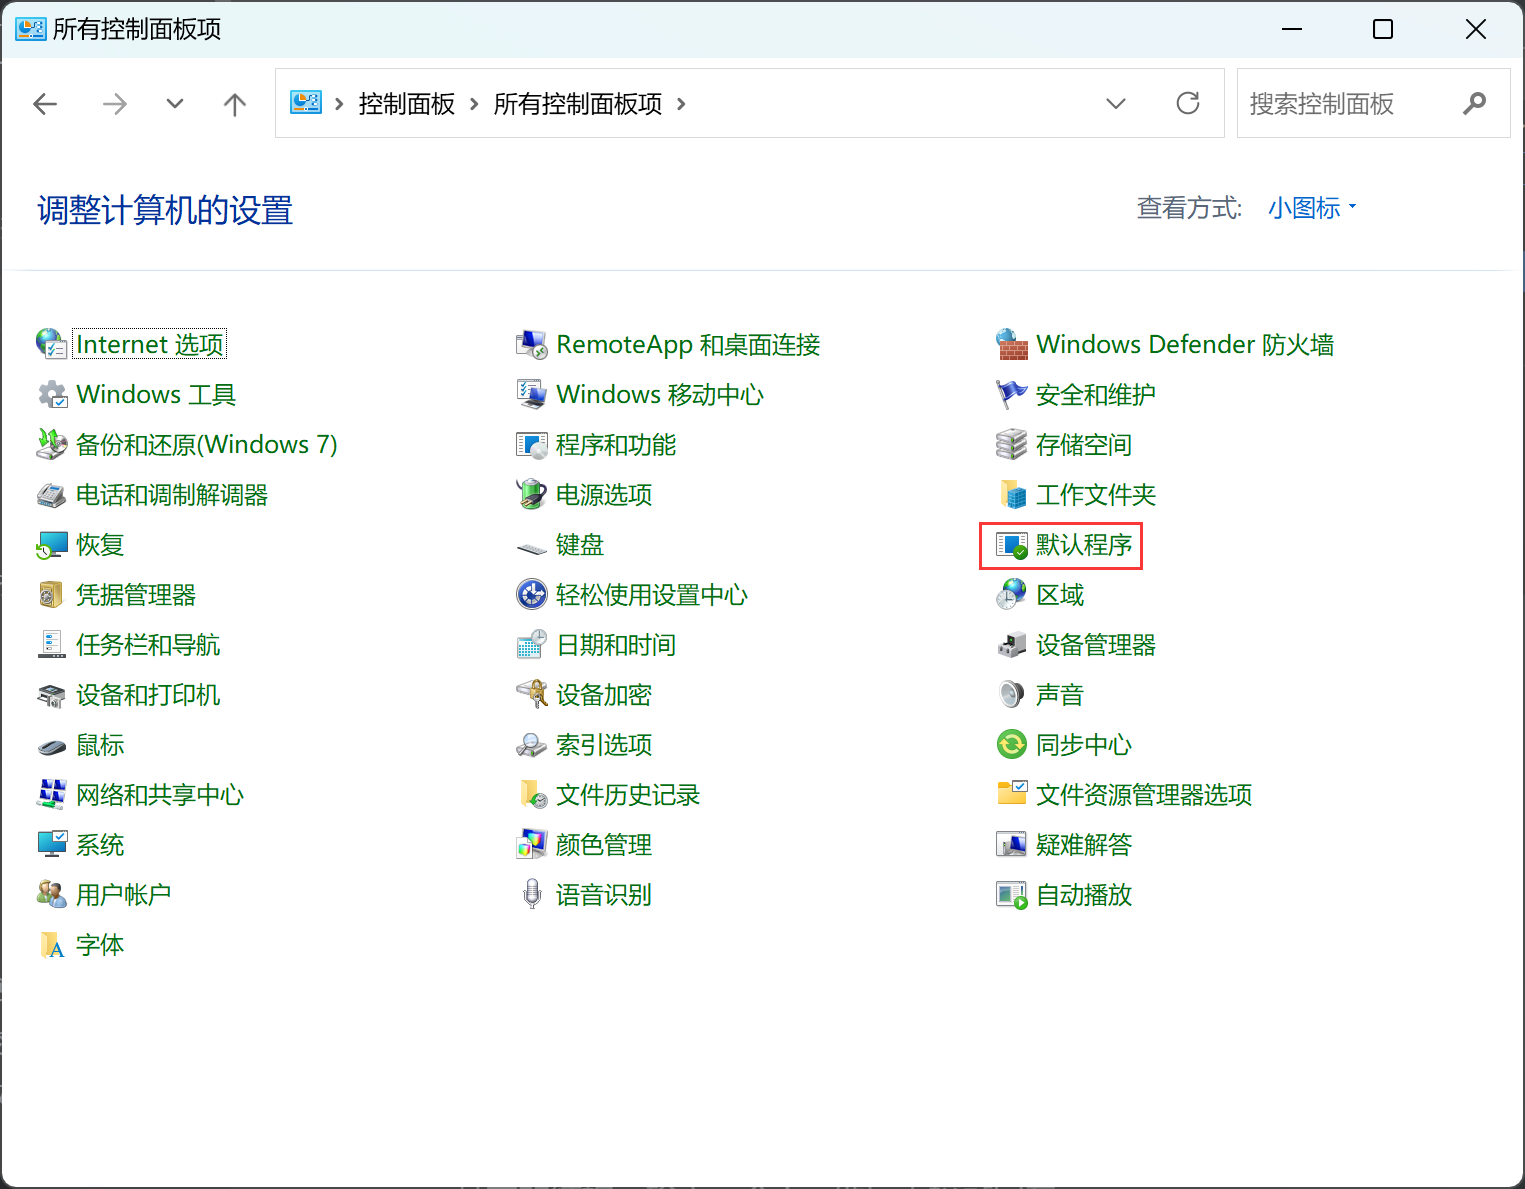 所有控制面板项
控制面板 所有控制面板项
搜索控制面板
调整计算机的设置
查看方式: 小图标
Internet 选项
RemoteApp 和桌面连接
Windows Defender 防火墙
Windows 工具
Windows 移动中心
安全和维护
备份和还原(Windows 7)
程序和功能
存储空间
电话和调制解调器
电源选项
工作文件夹
恢复
键盘
默认程序
凭据管理器
轻松使用设置中心
区域
任务栏和导航
日期和时间
设备管理器
设备和打印机
设备加密
声音
鼠标
索引选项
同步中心
网络和共享中心
文件历史记录
文件资源管理器选项
系统
颜色管理
疑难解答
用户帐户
语音识别
自动播放
字体